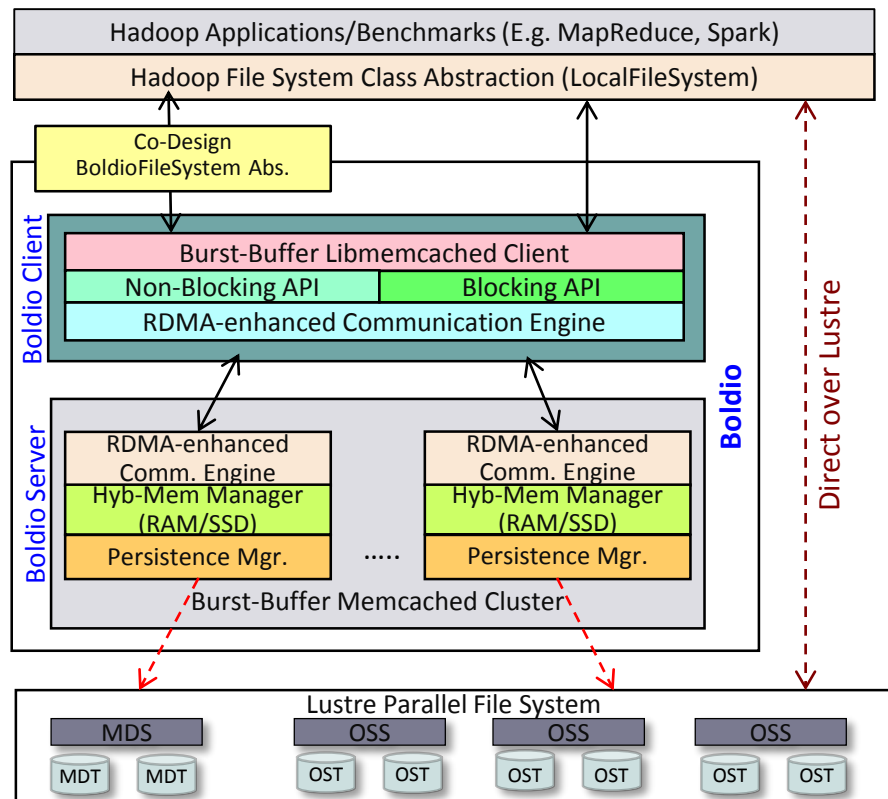 Hadoop Applications/Benchmarks (E.g. MapReduce, Spark)
Hadoop File System Class Abstraction (LocalFileSystem)
Co-Design
BoldioFileSystem Abs.
Boldio Client
Burst-Buffer Libmemcached Client
Non-Blocking API
Blocking API
RDMA-enhanced Communication Engine
Boldio
Direct over Lustre
Boldio Server
RDMA-enhanced
Comm. Engine
Hyb-Mem Manager
(RAM/SSD)
Persistence Mgr.
.....
RDMA-enhanced
Comm. Engine
Hyb-Mem Manager
(RAM/SSD)
Persistence Mgr.
Burst-Buffer Memcached Cluster
Lustre Parallel File System
MDS
OSS
OSS
OSS
MDT
MDT
OST
OST
OST
OST
OST
OST